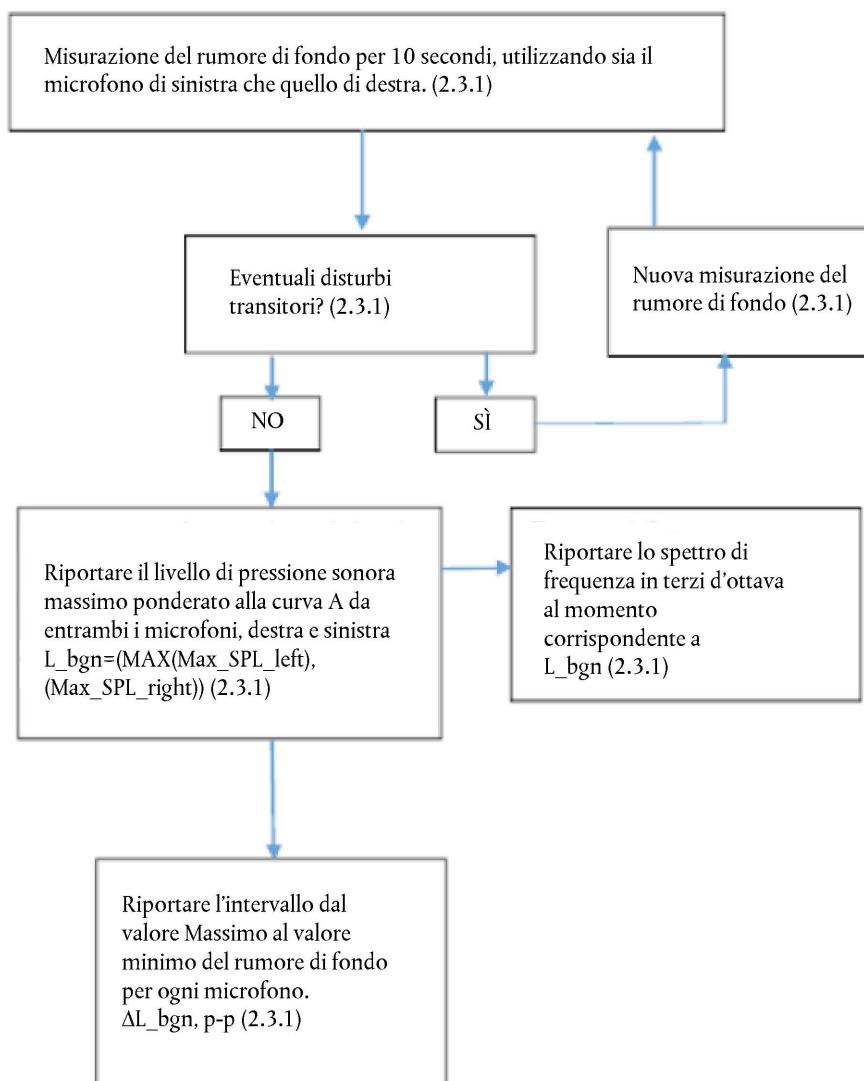 Misurazione del rumore di fondo per 10 secondi, utilizzando sia il
microfono di sinistra che quello di destra. (2.3.1)
Eventuali disturbi
transitori? (2.3.1)
Nuova misurazione del
rumore di fondo (2.3.1)
NO
SÌ
Riportare il livello di pressione sonora
massimo ponderato alla curva A da
entrambi i microfoni, destra e sinistra
L_bgn=(MAX(Max_SPL_left),
(Max_SPL_right)) (2.3.1)
Riportare lo spettro di
frequenza in terzi d'ottava
al momento
corrispondente a
L_bgn (2.3.1)
Riportare l'intervallo dal
valore Massimo al valore
minimo del rumore di fondo
per ogni microfono.
ΔL_bgn, p-p (2.3.1)